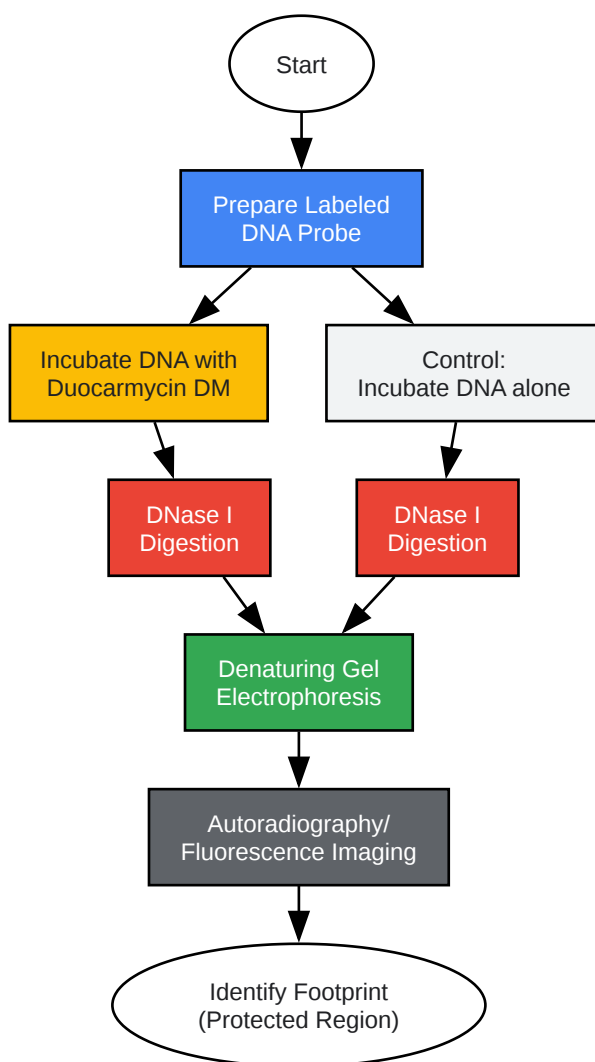 Start
Prepare Labeled
DNA Probe
Incubate DNA with
Duocarmycin DM
Control:
Incubate DNA alone
DNase I
Digestion
DNase I
Digestion
Denaturing Gel
Electrophoresis
Autoradiography/
Fluorescence Imaging
Identify Footprint
(Protected Region)